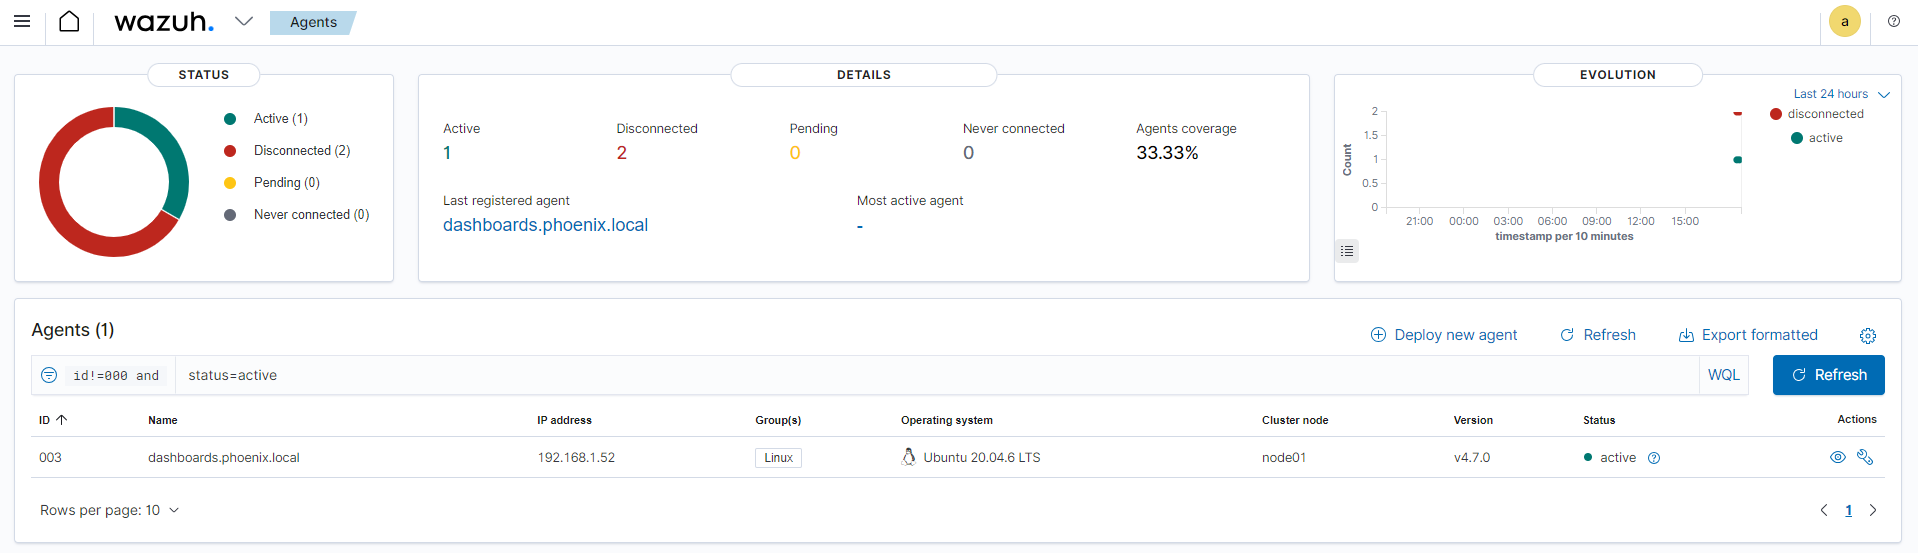 wazuh. Agents a
STATUS
Active (1)
Disconnected (2)
Pending (0)
Never connected (0)
DETAILS
Active Disconnected Pending Never connected Agents coverage
1 2 0 0 33.33%
Last registered agent Most active agent
dashboards.phoenix.local -
EVOLUTION
Last 24 hours
disconnected
active
2
1.5
1
0.5
0
Count
21:00 00:00 03:00 06:00 09:00 12:00 15:00
timestamp per 10 minutes
Agents (1)
Deploy new agent Refresh Export formatted
id!=000 and status=active WQL Refresh
ID Name IP address Group(s) Operating system Cluster node Version Status Actions
003 dashboards.phoenix.local 192.168.1.52 Linux Ubuntu 20.04.6 LTS node01 v4.7.0 active
Rows per page: 10 1